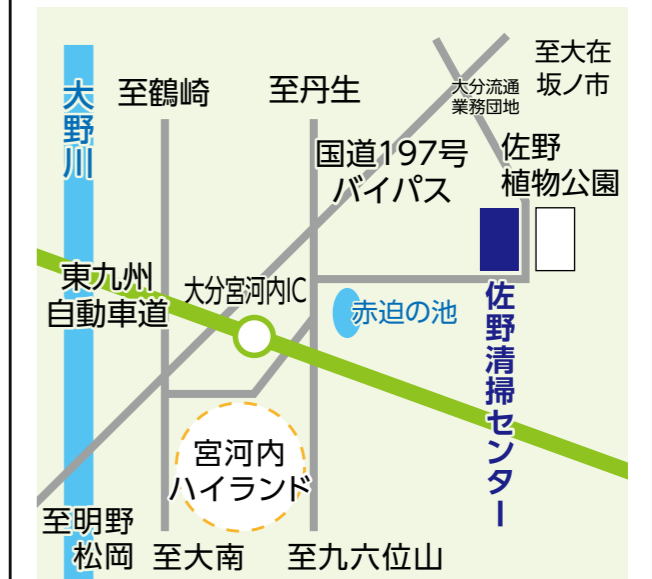 至大在
坂ノ市
大分流通
業務団地
至鶴崎
至丹生
大野川
国道197号
バイパス
佐野
植物公園
東九州
自動車道
大分宮河内IC
赤迫の池
佐野清掃センター
宮河内
ハイランド
至明野
松岡
至大南
至九六位山